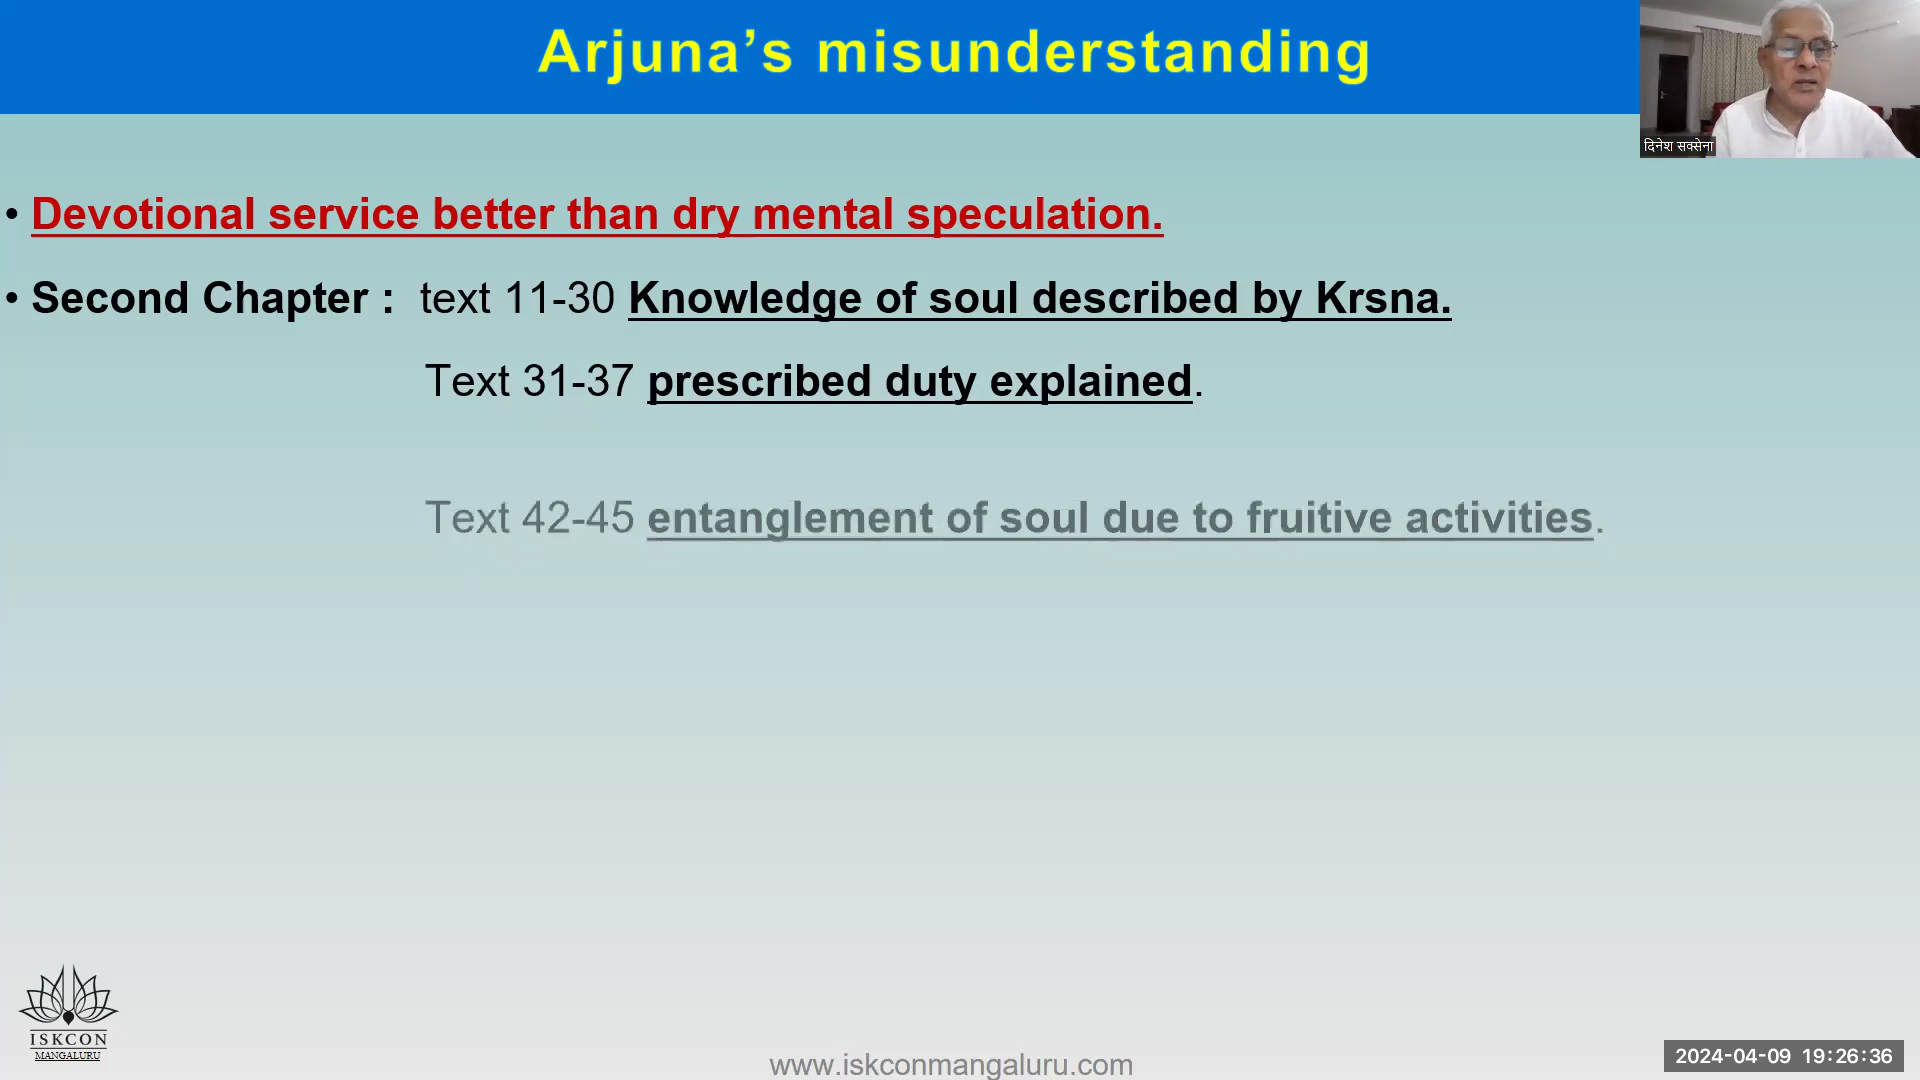 Arjuna’s misunderstanding
दिनेश सक्सेना
• Devotional service better than dry mental speculation.
• Second Chapter : text 11-30 Knowledge of soul described by Krsna.
Text 31-37 prescribed duty explained.
Text 42-45 entanglement of soul due to fruitive activities.
ISKCON
MANGALURU
www.iskconmangaluru.com
2024-04-09 19:26:36